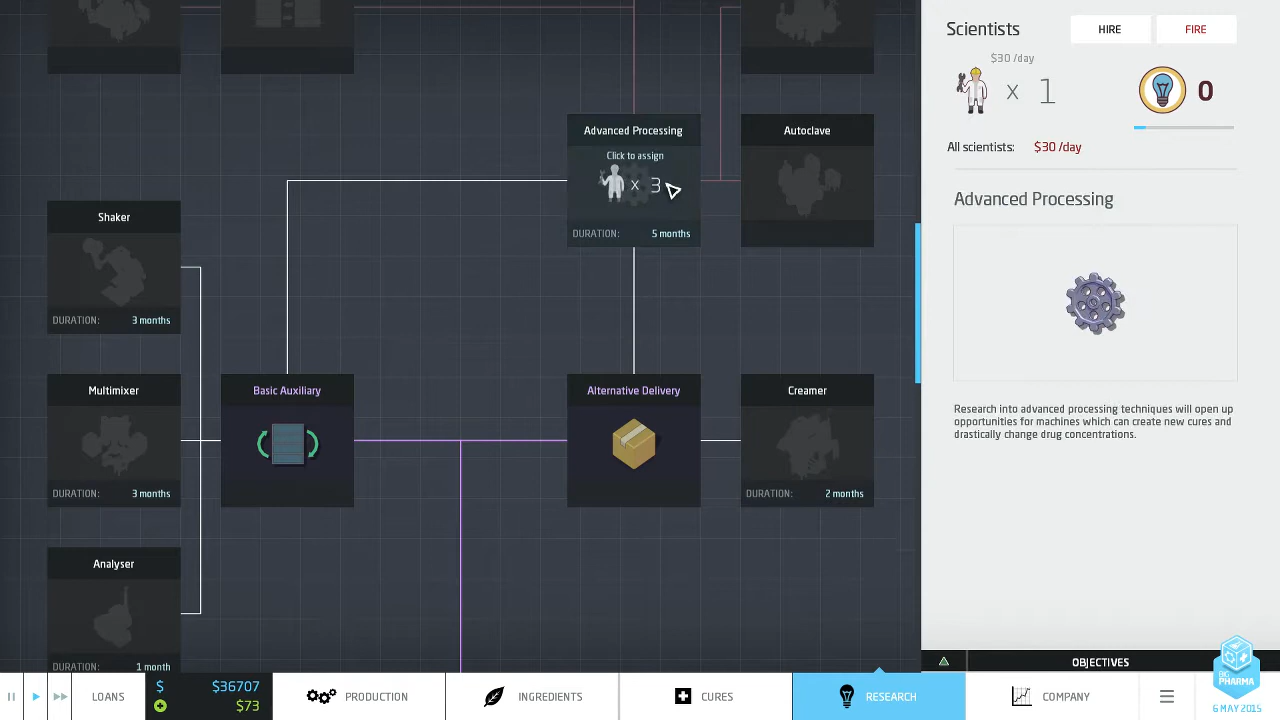 Scientists
HIRE
FIRE
$30 /day
x 1
0
All scientists: $30 /day
Advanced Processing
Click to assign
x 3
DURATION: 5 months
Autoclave
Advanced Processing
Shaker
DURATION: 3 months
Multimixer
DURATION: 3 months
Basic Auxiliary
Alternative Delivery
Creamer
DURATION: 2 months
Research into advanced processing techniques will open up
opportunities for machines which can create new cures and
drastically change drug concentrations.
Analyser
DURATION: 1 month
OBJECTIVES
LOANS
$ $36707
$73
PRODUCTION
INGREDIENTS
CURES
RESEARCH
COMPANY
BIG
PHARMA
6 MAY 2015